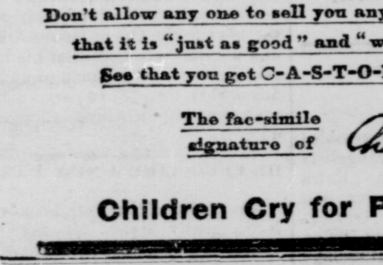 Don't allow any one to sell you any
that it is "just as good" and "w
See that you get C-A-S-T-O-
The fac-simile
signature of
Children Cry for P